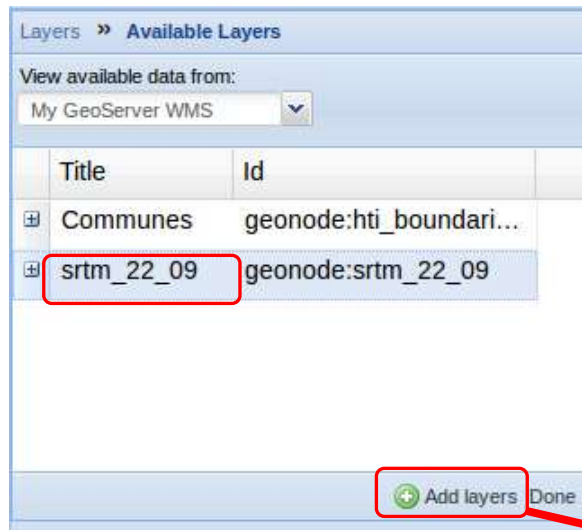 Layers » Available Layers
View available data from:
My GeoServer WMS
Title Id
Communes geonode:hti_boundari...
srtm_22_09 geonode:srtm_22_09
Add layers Done